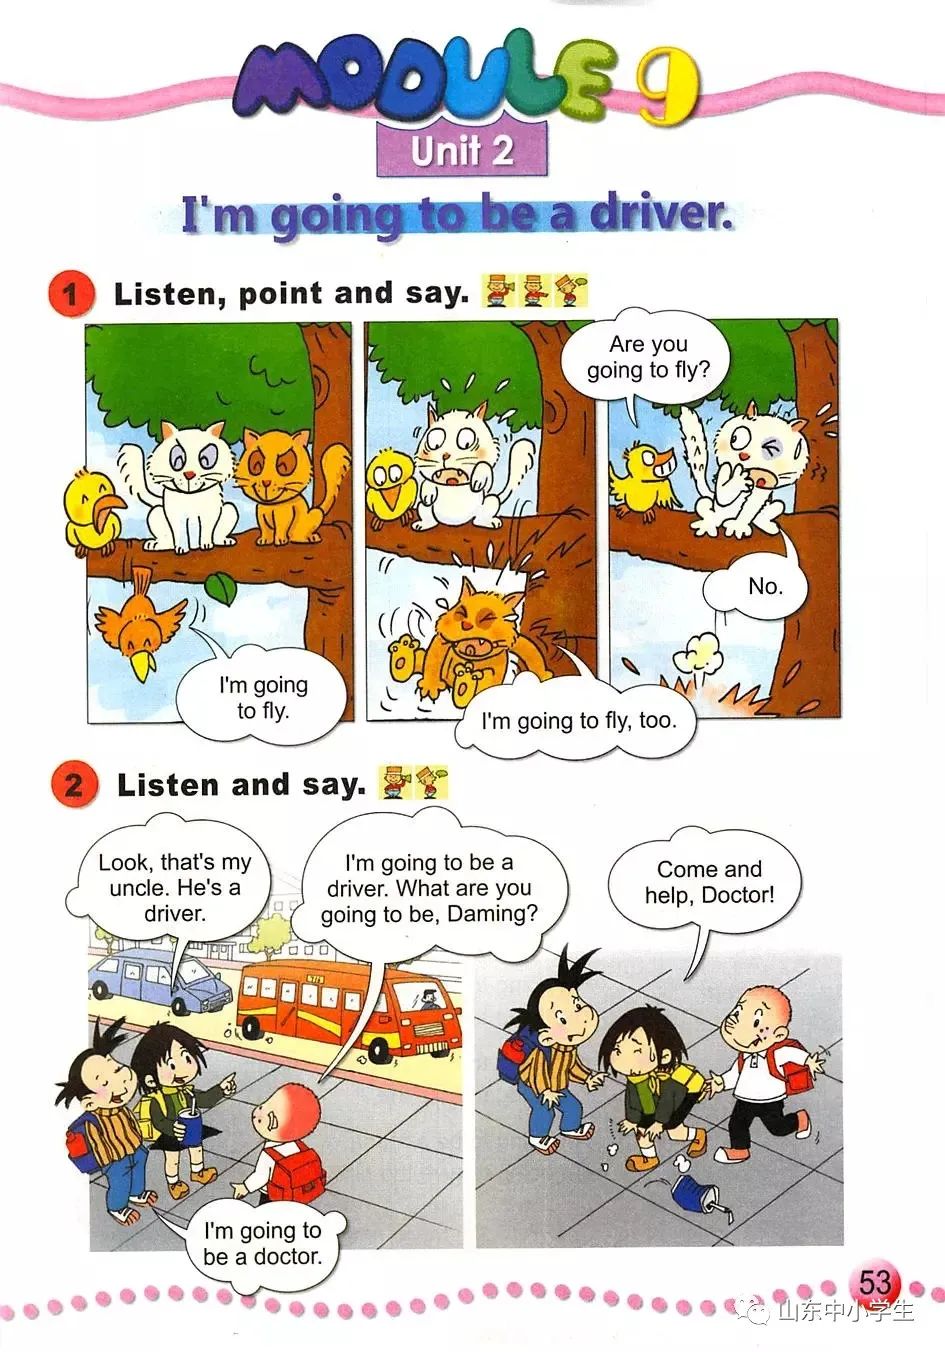 MODULE 9
Unit 2
I'm going to be a driver.
1 Listen, point and say.
Are you
going to fly?
No.
I'm going
to fly.
I'm going to fly, too.
2 Listen and say.
Look, that's my
uncle. He's a
driver.
I'm going to be a
driver. What are you
going to be, Daming?
Come and
help, Doctor!
I'm going to
be a doctor.
53
山东中小学生